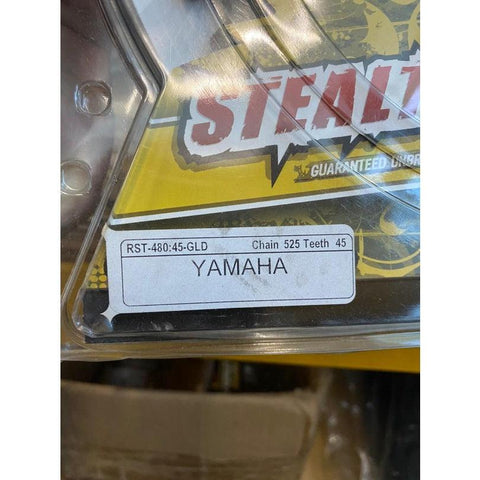 STEALT
GUARANTEED UNBR
RST-480:45-GLD Chain 525 Teeth 45
YAMAHA